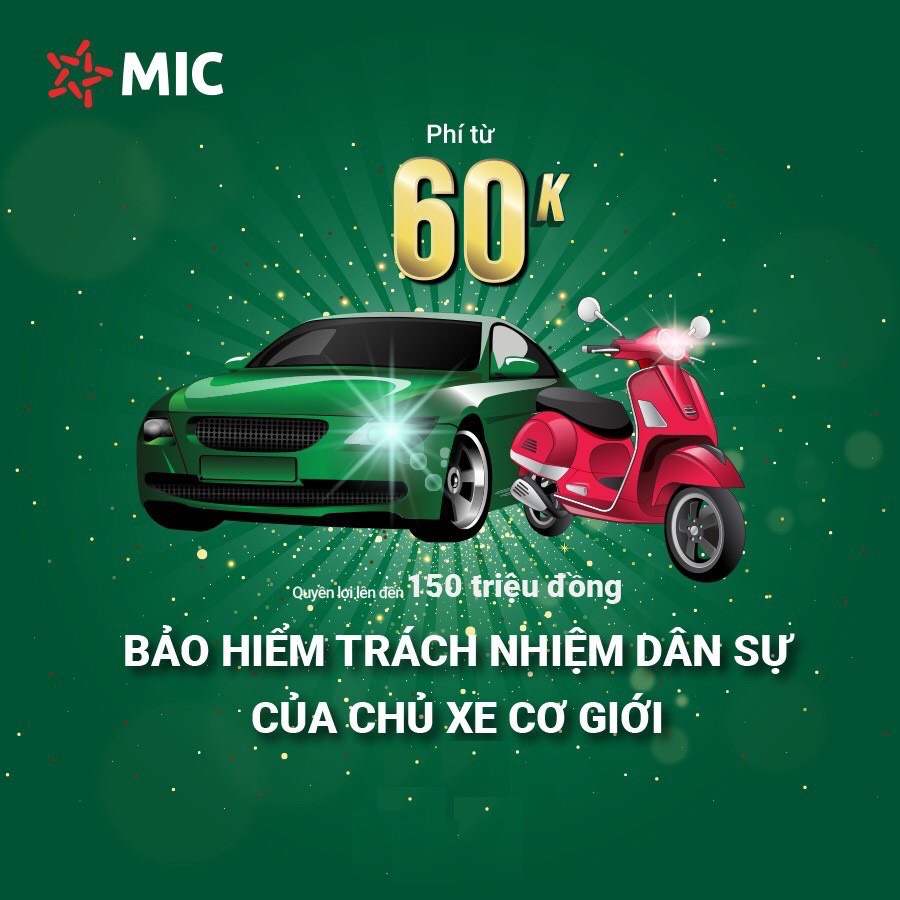 MIC
Phí từ
60K
Quyền lợi lên đến 150 triệu đồng
BẢO HIỂM TRÁCH NHIỆM DÂN SỰ
CỦA CHỦ XE CƠ GIỚI